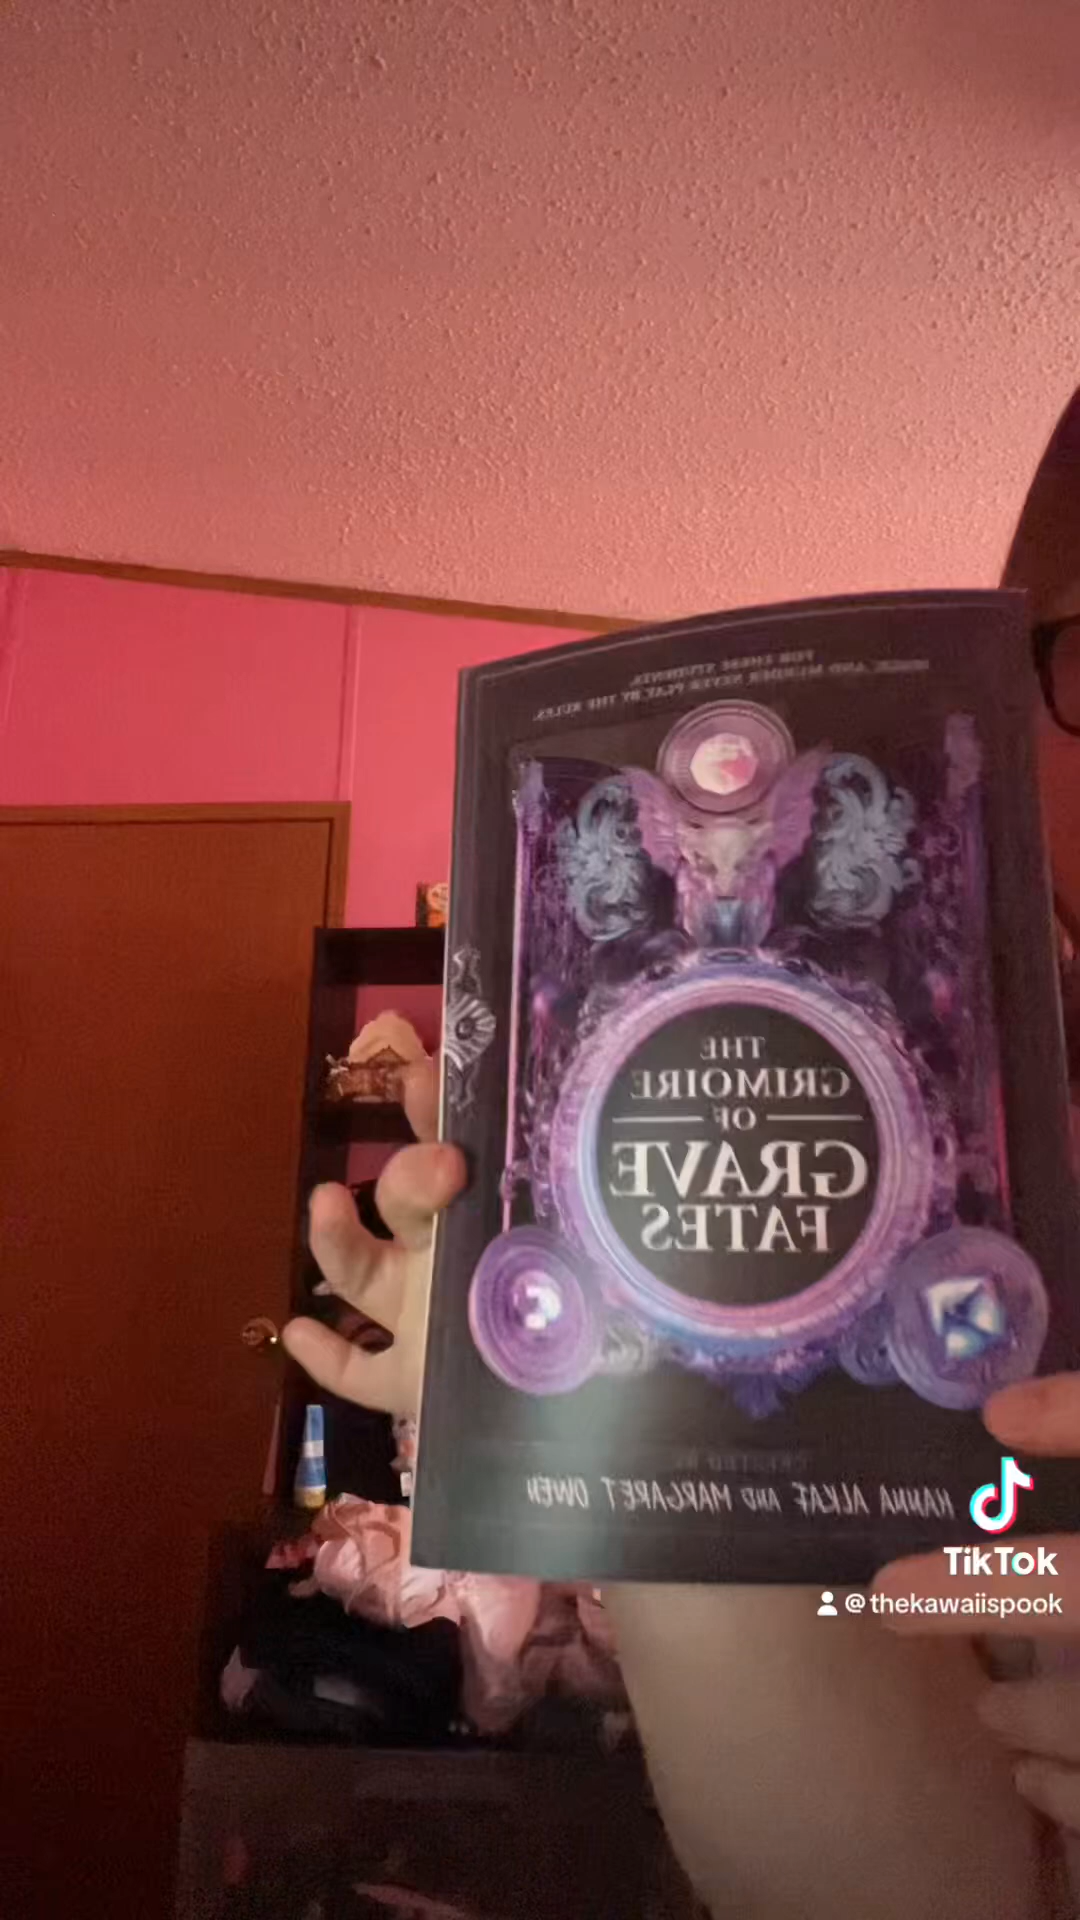 FOR THESE STUDENTS,
MAGIC AND MURDER NEVER PLAY BY THE RULES.
THE
GRIMOIRE
OF
GRAVE
FATES
CREATED BY
HANNA ALKAF AND MARGARET OWEN
TikTok
@thekawaiispook